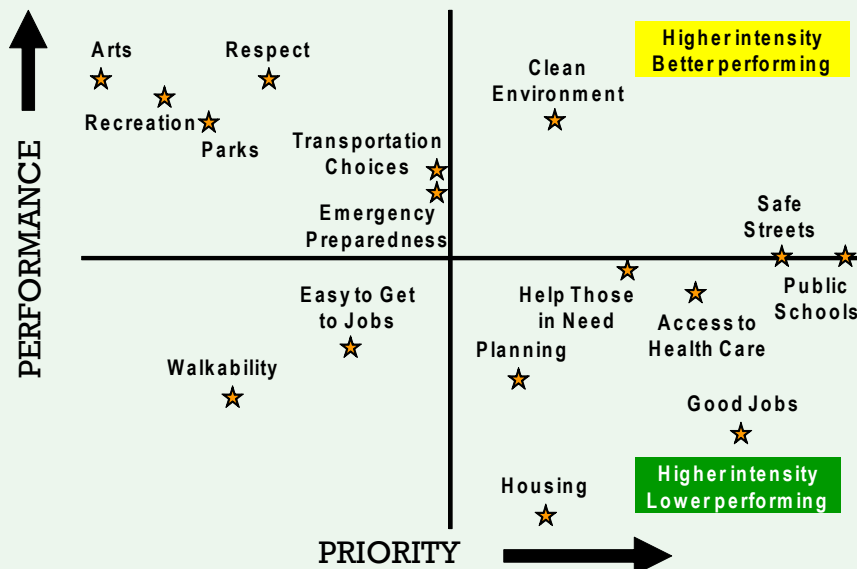 Arts
Respect
Higher intensity
Better performing
Clean
Environment
Recreation
Parks
Transportation
Choices
Emergency
Preparedness
PERFORMANCE
Safe
Streets
Public
Schools
Easy to Get
to Jobs
Help Those
in Need
Access to
Health Care
Planning
Walkability
Good Jobs
Housing
Higher intensity
Lower performing
PRIORITY